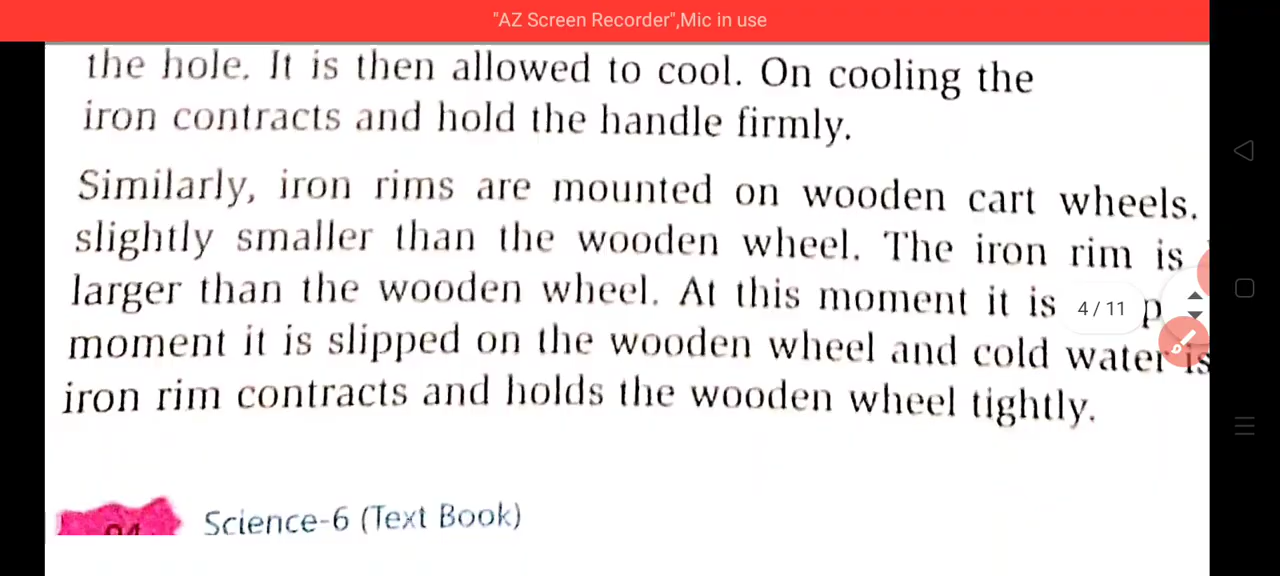 "AZ Screen Recorder",Mic in use
the hole. It is then allowed to cool. On cooling the
iron contracts and hold the handle firmly.
Similarly, iron rims are mounted on wooden cart wheels.
slightly smaller than the wooden wheel. The iron rim is
larger than the wooden wheel. At this moment it is
4/11
moment it is slipped on the wooden wheel and cold water is
iron rim contracts and holds the wooden wheel tightly.
Science-6 (Text Book)